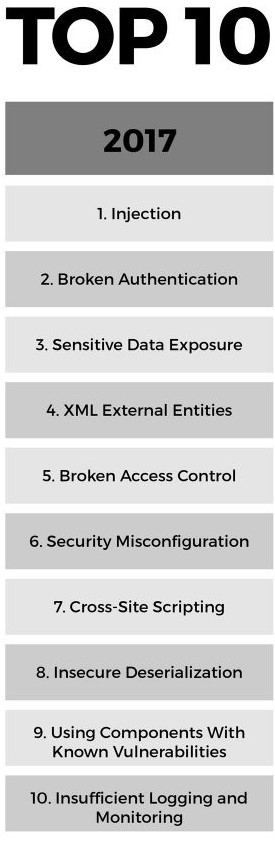 TOP 10
2017
1. Injection
2. Broken Authentication
3. Sensitive Data Exposure
4. XML External Entities
5. Broken Access Control
6. Security Misconfiguration
7. Cross-Site Scripting
8. Insecure Deserialization
9. Using Components With
Known Vulnerabilities
10. Insufficient Logging and
Monitoring